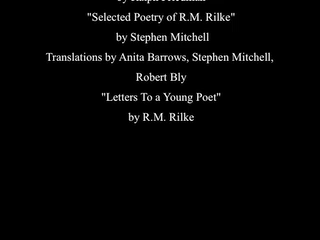 "Selected Poetry of R.M. Rilke"
by Stephen Mitchell
Translations by Anita Barrows, Stephen Mitchell,
Robert Bly
"Letters To a Young Poet"
by R.M. Rilke